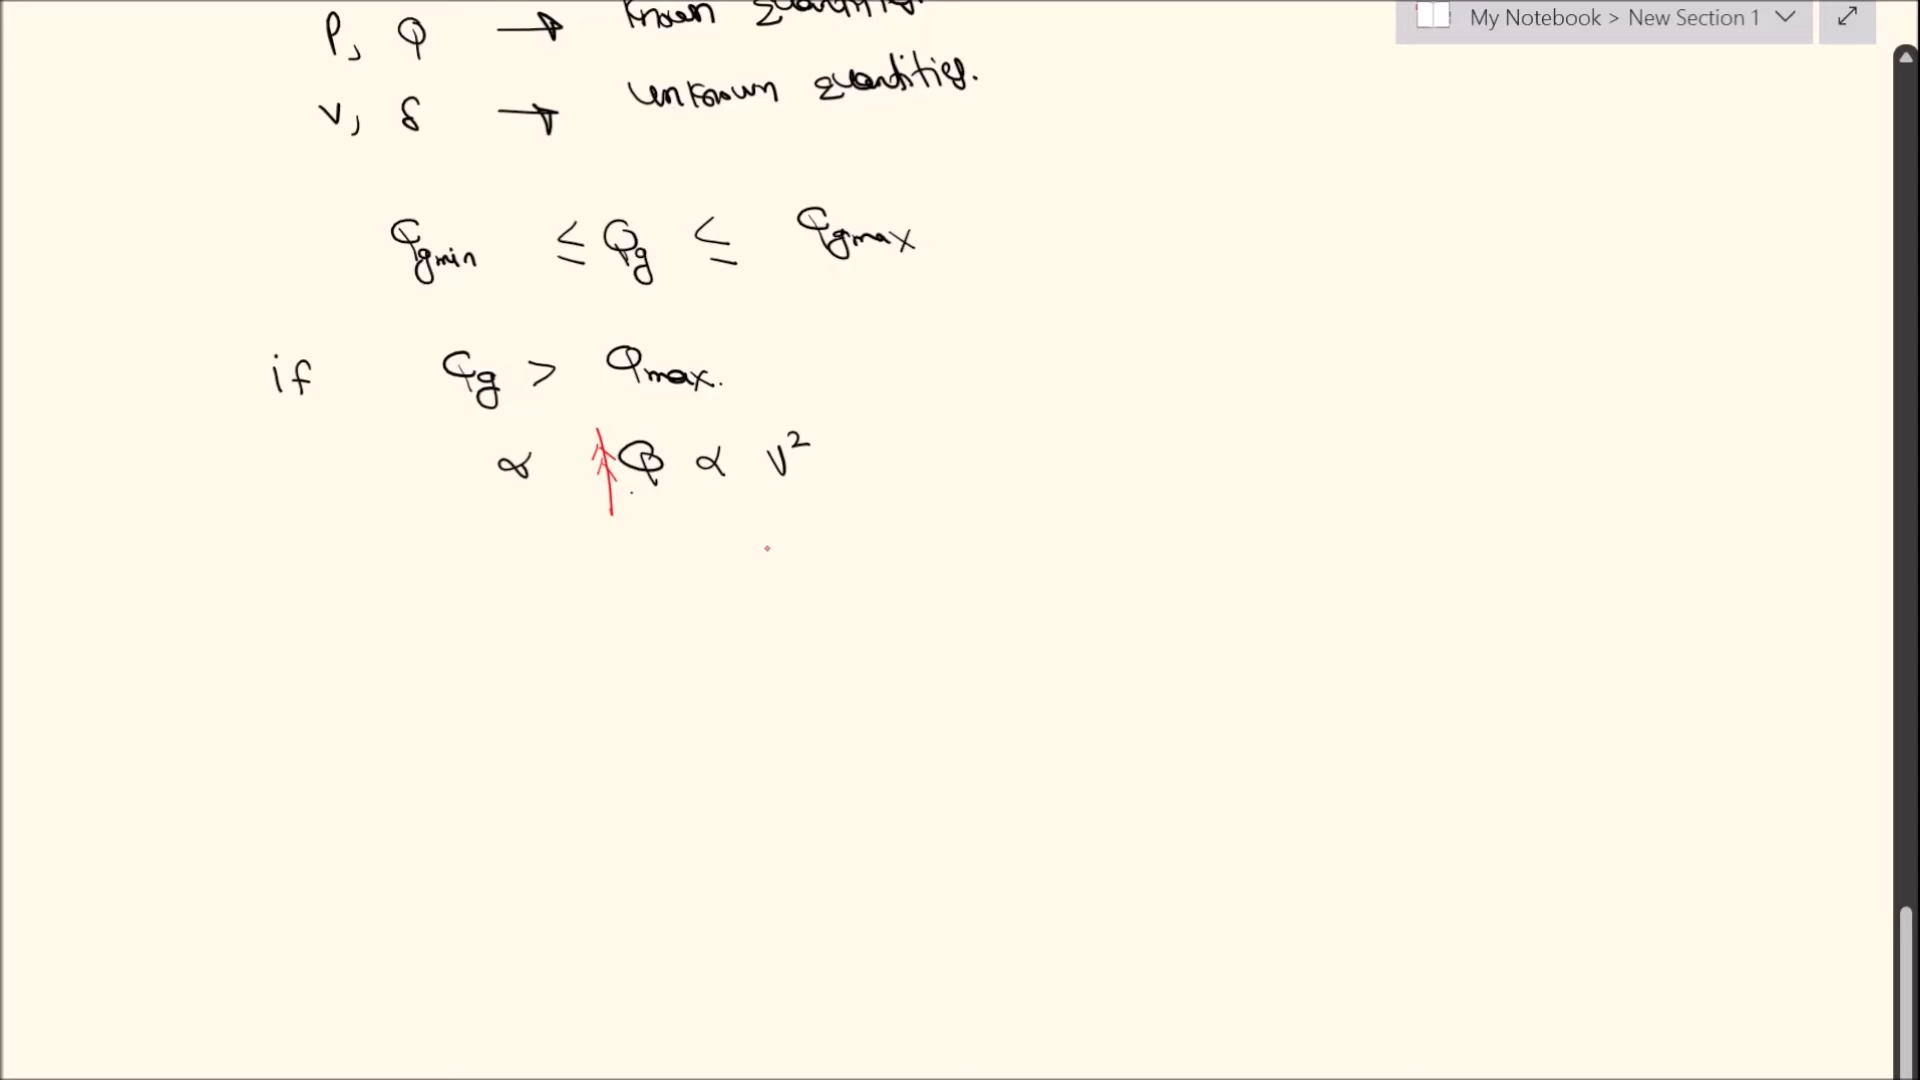 My Notebook > New Section 1
P, Q → known quantities.
V, δ → unknown quantities.
Qgmin ≤ Qg ≤ Qgmax
if Qg > Qmax.
∝ Q ∝ V²